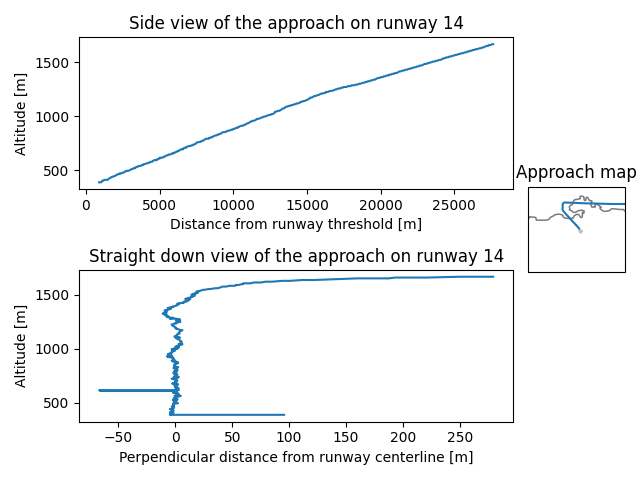 Side view of the approach on runway 14
Altitude [m]
1500
1000
500
0 5000 10000 15000 20000 25000
Distance from runway threshold [m]
Approach map
Straight down view of the approach on runway 14
Altitude [m]
1500
1000
500
−50 0 50 100 150 200 250
Perpendicular distance from runway centerline [m]